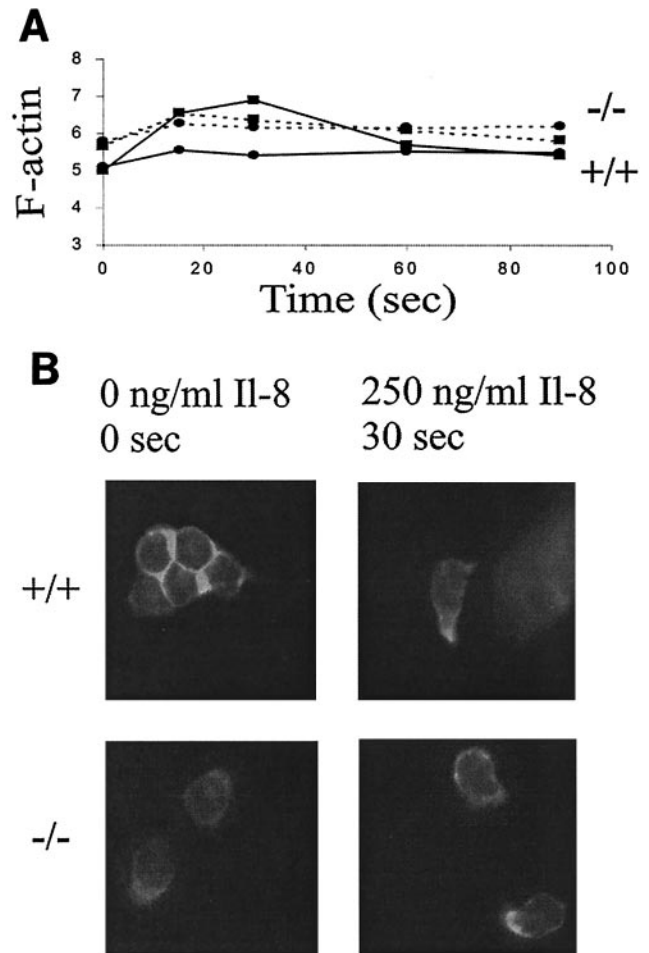 A
8
7
6
5
4
3
F-actin
0 20 40 60 80 100
Time (sec)
-/-
+/+
B
0 ng/ml Il-8
0 sec
250 ng/ml Il-8
30 sec
+/+
-/-